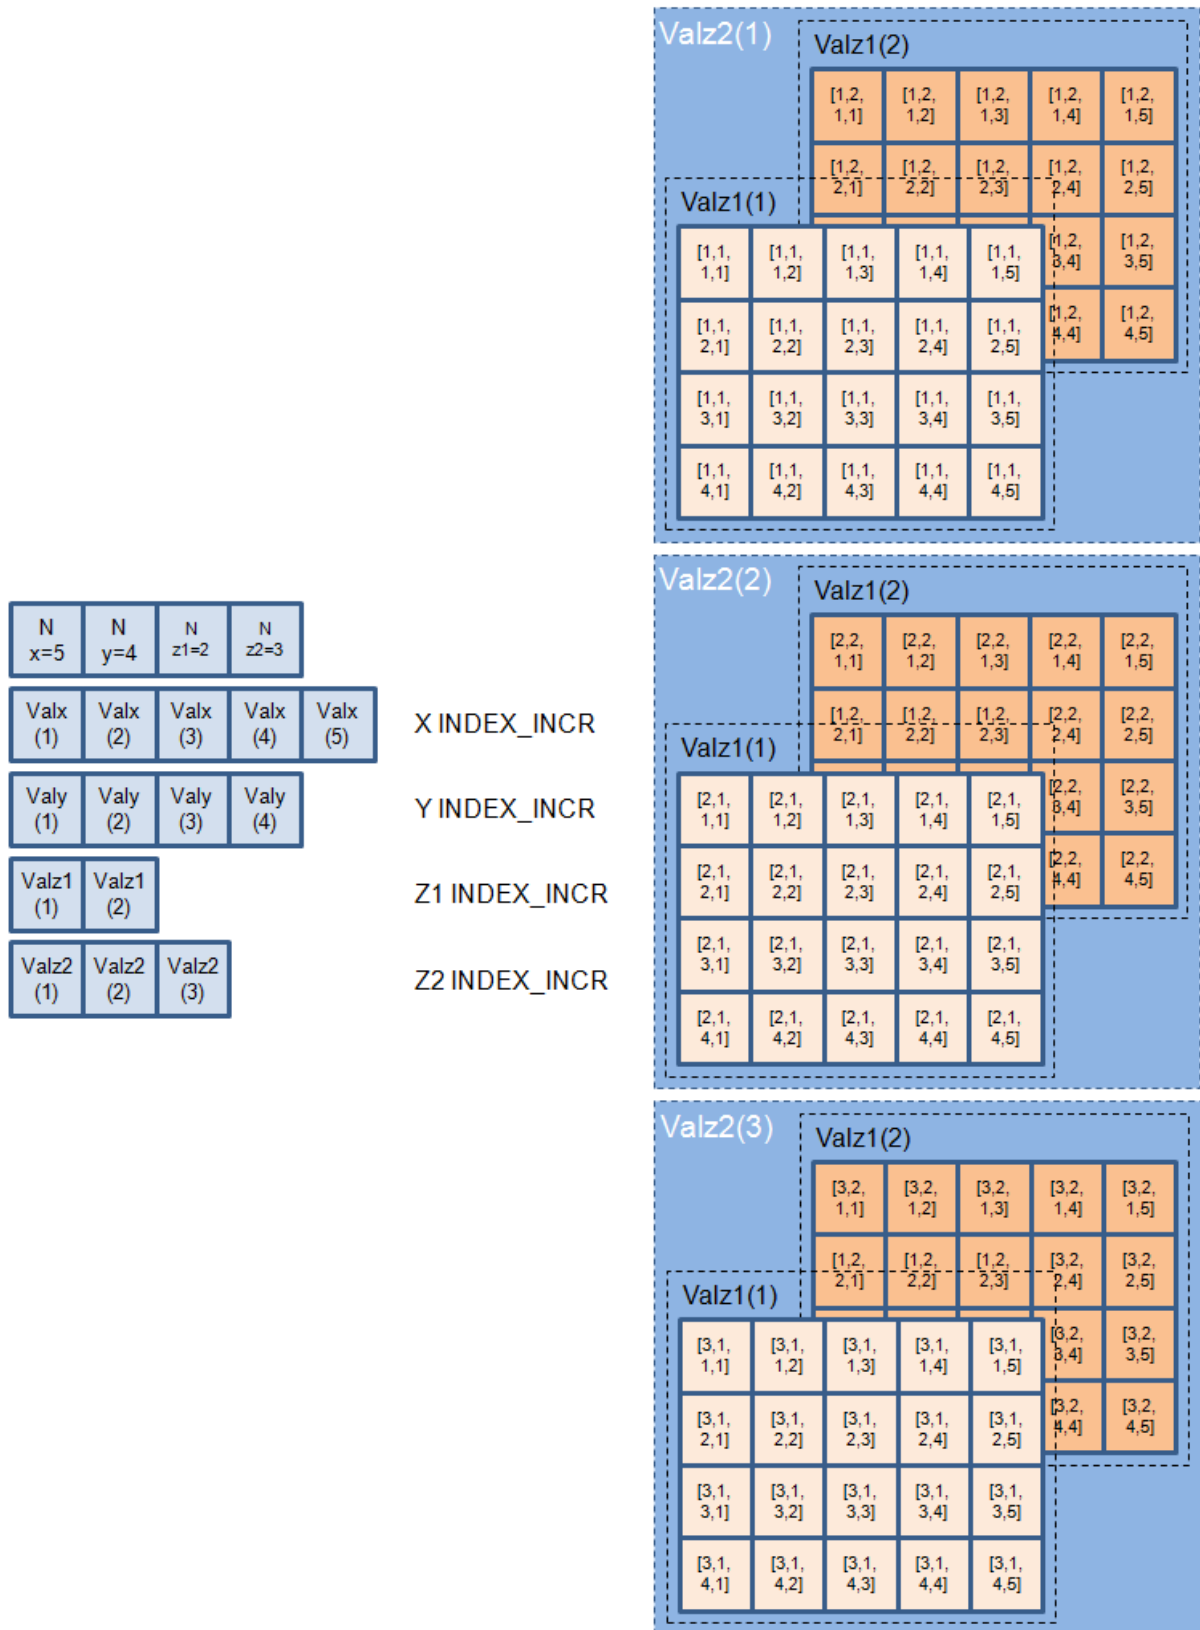 Valz2(1)
Valz1(2)
[1,2, [1,2, [1,2, [1,2, [1,2,
1,1] 1,2] 1,3] 1,4] 1,5]
[1,2, [1,2, [1,2, [1,2, [1,2,
2,1] 2,2] 2,3] 2,4] 2,5]
[1,2, [1,2,
3,4] 3,5]
[1,2, [1,2,
4,4] 4,5]
Valz1(1)
[1,1, [1,1, [1,1, [1,1, [1,1,
1,1] 1,2] 1,3] 1,4] 1,5]
[1,1, [1,1, [1,1, [1,1, [1,1,
2,1] 2,2] 2,3] 2,4] 2,5]
[1,1, [1,1, [1,1, [1,1, [1,1,
3,1] 3,2] 3,3] 3,4] 3,5]
[1,1, [1,1, [1,1, [1,1, [1,1,
4,1] 4,2] 4,3] 4,4] 4,5]
N N N N
x=5 y=4 z1=2 z2=3
Valx Valx Valx Valx Valx
(1) (2) (3) (4) (5)
X INDEX_INCR
Valy Valy Valy Valy
(1) (2) (3) (4)
Y INDEX_INCR
Valz1 Valz1
(1) (2)
Z1 INDEX_INCR
Valz2 Valz2 Valz2
(1) (2) (3)
Z2 INDEX_INCR
Valz2(2)
Valz1(2)
[2,2, [2,2, [2,2, [2,2, [2,2,
1,1] 1,2] 1,3] 1,4] 1,5]
[1,2, [1,2, [1,2, [2,2, [2,2,
2,1] 2,2] 2,3] 2,4] 2,5]
[2,2, [2,2,
3,4] 3,5]
[2,2, [2,2,
4,4] 4,5]
Valz1(1)
[2,1, [2,1, [2,1, [2,1, [2,1,
1,1] 1,2] 1,3] 1,4] 1,5]
[2,1, [2,1, [2,1, [2,1, [2,1,
2,1] 2,2] 2,3] 2,4] 2,5]
[2,1, [2,1, [2,1, [2,1, [2,1,
3,1] 3,2] 3,3] 3,4] 3,5]
[2,1, [2,1, [2,1, [2,1, [2,1,
4,1] 4,2] 4,3] 4,4] 4,5]
Valz2(3)
Valz1(2)
[3,2, [3,2, [3,2, [3,2, [3,2,
1,1] 1,2] 1,3] 1,4] 1,5]
[1,2, [1,2, [1,2, [3,2, [3,2,
2,1] 2,2] 2,3] 2,4] 2,5]
[3,2, [3,2,
3,4] 3,5]
[3,2, [3,2,
4,4] 4,5]
Valz1(1)
[3,1, [3,1, [3,1, [3,1, [3,1,
1,1] 1,2] 1,3] 1,4] 1,5]
[3,1, [3,1, [3,1, [3,1, [3,1,
2,1] 2,2] 2,3] 2,4] 2,5]
[3,1, [3,1, [3,1, [3,1, [3,1,
3,1] 3,2] 3,3] 3,4] 3,5]
[3,1, [3,1, [3,1, [3,1, [3,1,
4,1] 4,2] 4,3] 4,4] 4,5]